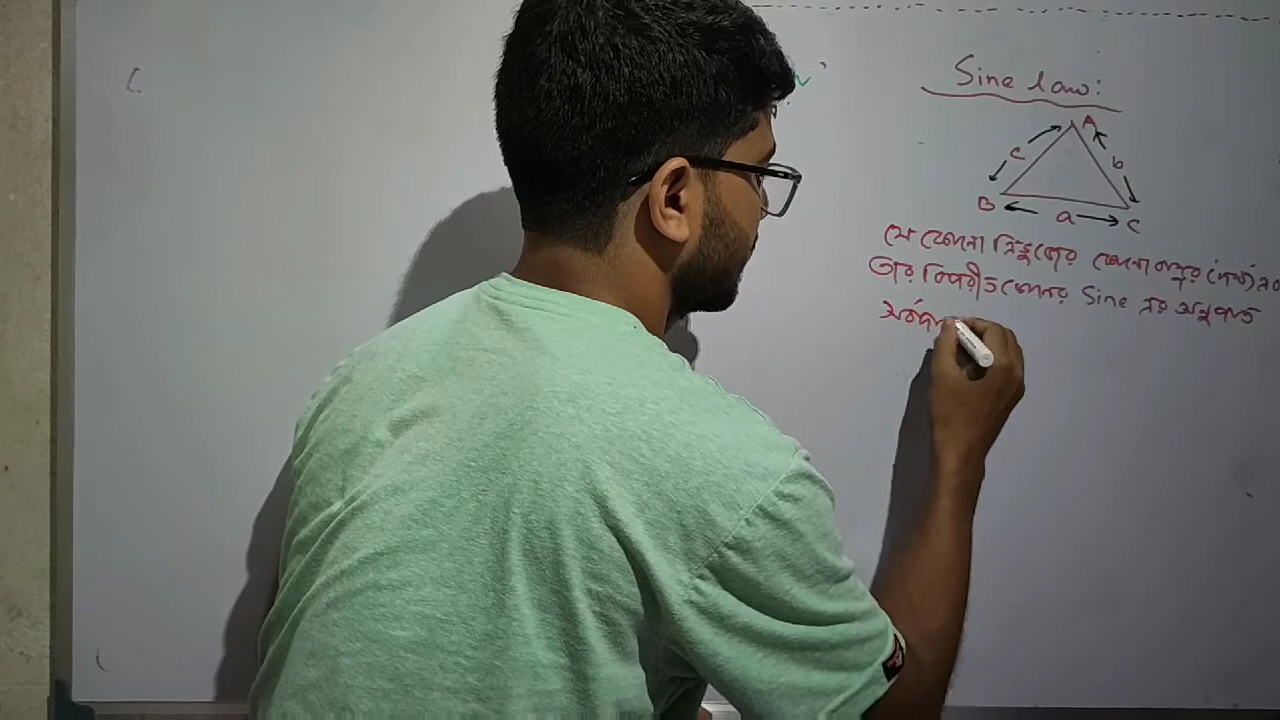 Sine law:
A
c
b
B
a
C
যে কোনো ত্রিভুজের কোনো বাহুর দৈর্ঘ্য ও
তার বিপরীত কোণের Sine এর অনুপাত
সর্বদা